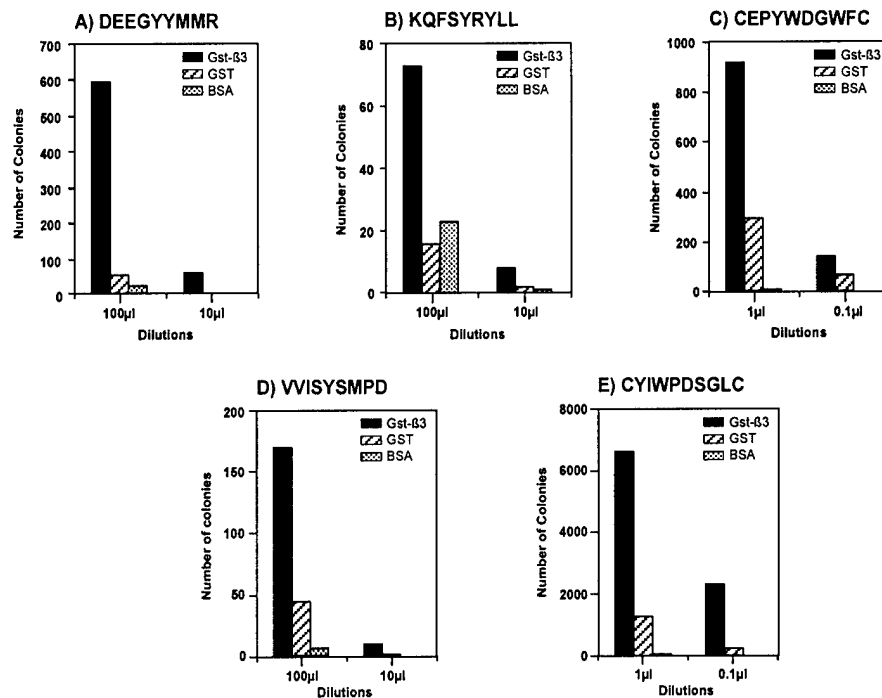 A) DEEGYYMMR
700
600
500
400
300
200
100
0
Number of Colonies
Gst-ß3
GST
BSA
100µl
10µl
Dilutions
B) KQFSYRYLL
80
60
40
20
0
Number of Colonies
Gst-ß3
GST
BSA
100µl
10µl
Dilutions
C) CEPYWDGWFC
1000
800
600
400
200
0
Number of Colonies
Gst-ß3
GST
BSA
1µl
0.1µl
Dilutions
D) VVISYSMPD
200
150
100
50
0
Number of colonies
Gst-ß3
GST
BSA
100µl
10µl
Dilutions
E) CYIWPDSGLC
8000
6000
4000
2000
0
Number of Colonies
Gst-ß3
GST
BSA
1µl
0.1µl
Dilutions